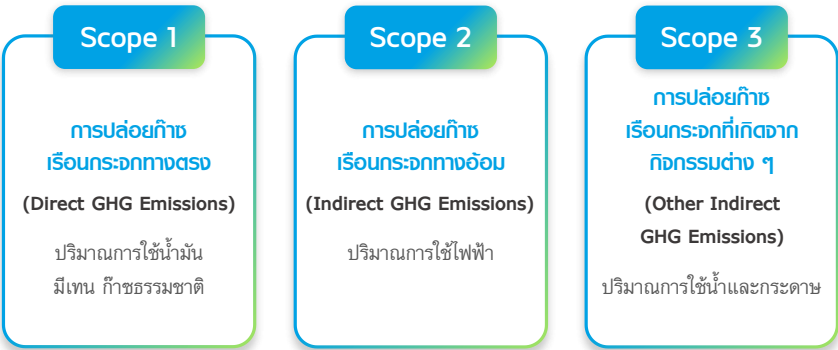 Scope 1
การปล่อยก๊าซ
เรือนกระจกทางตรง
(Direct GHG Emissions)
ปริมาณการใช้น้ำมัน
มีเทน ก๊าซธรรมชาติ
Scope 2
การปล่อยก๊าซ
เรือนกระจกทางอ้อม
(Indirect GHG Emissions)
ปริมาณการใช้ไฟฟ้า
Scope 3
การปล่อยก๊าซ
เรือนกระจกที่เกิดจาก
กิจกรรมต่าง ๆ
(Other Indirect
GHG Emissions)
ปริมาณการใช้น้ำและกระดาษ